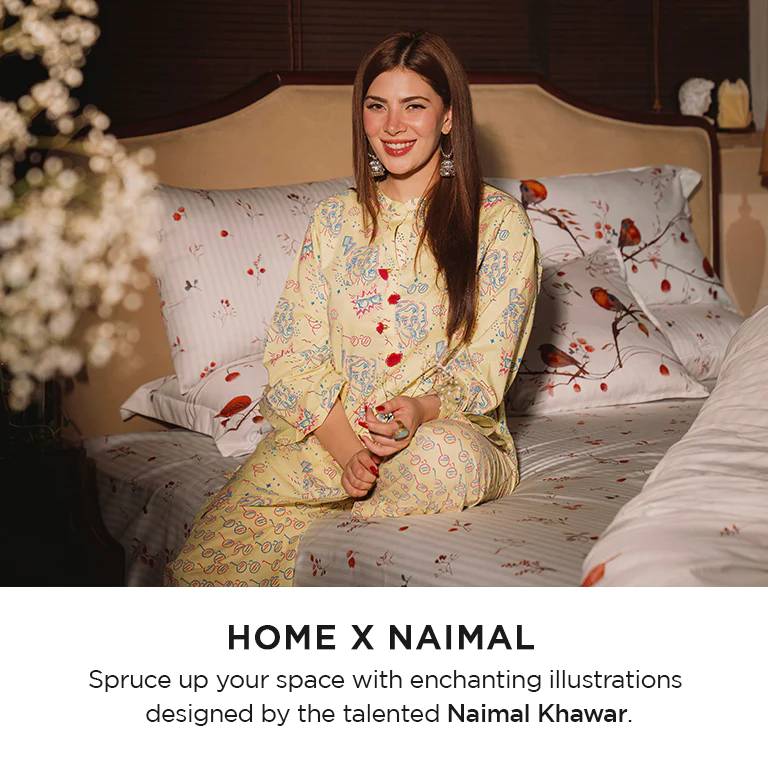 HOME X NAIMAL
Spruce up your space with enchanting illustrations
designed by the talented Naimal Khawar.